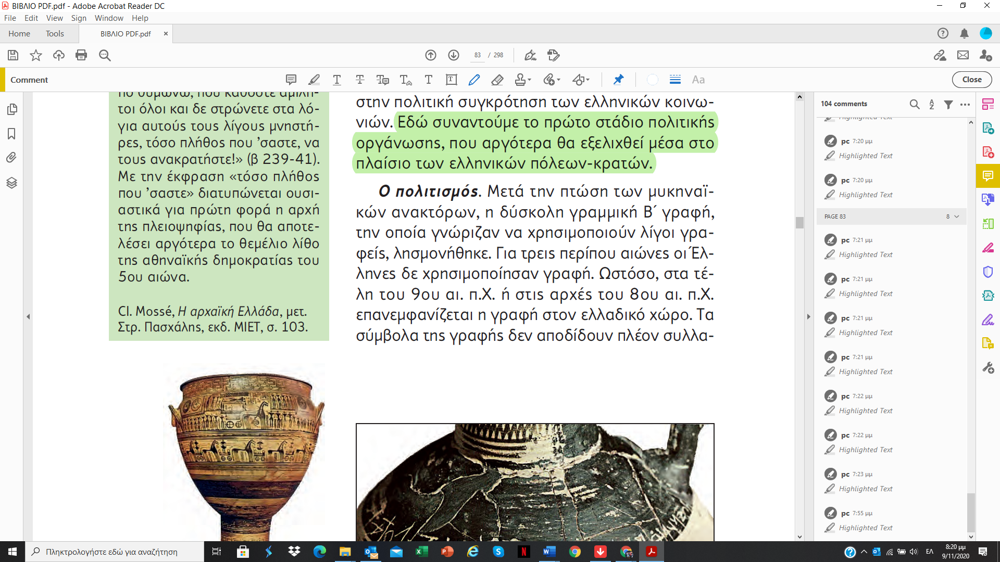 ΒΙΒΛΙΟ PDF.pdf - Adobe Acrobat Reader DC
File Edit View Sign Window Help
Home Tools ΒΙΒΛΙΟ PDF.pdf
83 / 298
Comment
Close
τοι όλοι και δε στρώνετε στα λό-
για αυτούς τους λίγους μνηστή-
ρες, τόσο πλήθος που ’σαστε, να
τους ανακρατήστε!» (β 239-41).
Με την έκφραση «τόσο πλήθος
που ’σαστε» διατυπώνεται ουσι-
αστικά για πρώτη φορά η αρχή
της πλειοψηφίας, που θα αποτε-
λέσει αργότερα το θεμέλιο λίθο
της αθηναϊκής δημοκρατίας του
5ου αιώνα.
Cl. Mossé, Η αρχαϊκή Ελλάδα, μετ.
Στρ. Πασχάλης, εκδ. ΜΙΕΤ, σ. 103.
στην πολιτική συγκρότηση των ελληνικών κοινω-
νιών. Εδώ συναντούμε το πρώτο στάδιο πολιτικής
οργάνωσης, που αργότερα θα εξελιχθεί μέσα στο
πλαίσιο των ελληνικών πόλεων-κρατών.
Ο πολιτισμός. Μετά την πτώση των μυκηναϊ-
κών ανακτόρων, η δύσκολη γραμμική Β΄ γραφή,
την οποία γνώριζαν να χρησιμοποιούν λίγοι γρα-
φείς, λησμονήθηκε. Για τρεις περίπου αιώνες οι Έλ-
ληνες δε χρησιμοποίησαν γραφή. Ωστόσο, στα τέ-
λη του 9ου αι. π.Χ. ή στις αρχές του 8ου αι. π.Χ.
επανεμφανίζεται η γραφή στον ελλαδικό χώρο. Τα
σύμβολα της γραφής δεν αποδίδουν πλέον συλλα-
104 comments
Highlighted Text
pc 7:20 μμ
Highlighted Text
pc 7:20 μμ
Highlighted Text
PAGE 83 8
pc 7:21 μμ
Highlighted Text
pc 7:21 μμ
Highlighted Text
pc 7:21 μμ
Highlighted Text
pc 7:21 μμ
Highlighted Text
pc 7:22 μμ
Highlighted Text
pc 7:22 μμ
Highlighted Text
pc 7:23 μμ
Highlighted Text
pc 7:55 μμ
Highlighted Text
Πληκτρολογήστε εδώ για αναζήτηση
ΕΛ
8:20 μμ
9/11/2020